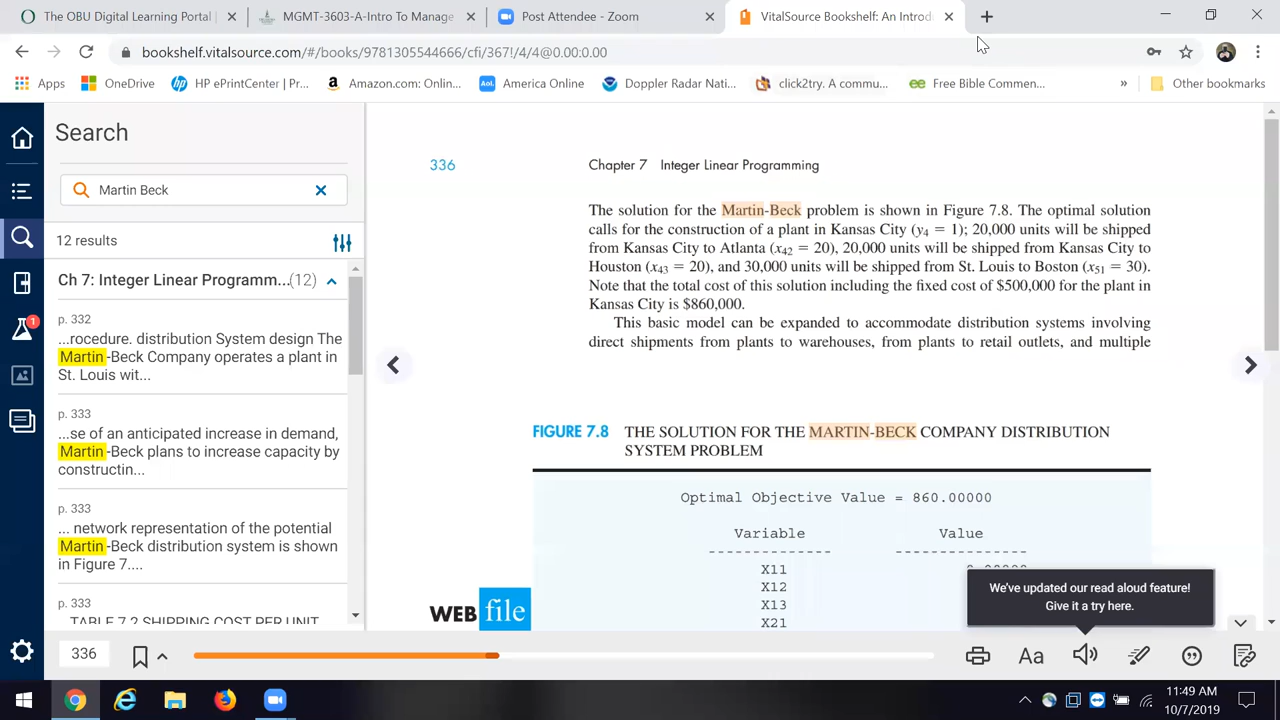 The OBU Digital Learning Portal
MGMT-3603-A-Intro To Manage
Post Attendee - Zoom
VitalSource Bookshelf: An Introd
bookshelf.vitalsource.com/#/books/9781305544666/cfi/367!/4/4@0.00:0.00
Apps
OneDrive
HP ePrintCenter | Pr...
Amazon.com: Onlin...
America Online
Doppler Radar Nati...
click2try. A commu...
Free Bible Commen...
»
Other bookmarks
Search
Martin Beck
12 results
Ch 7: Integer Linear Programm...(12)
p. 332
...rocedure. distribution System design The
Martin-Beck Company operates a plant in
St. Louis wit...
p. 333
...se of an anticipated increase in demand,
Martin-Beck plans to increase capacity by
constructin...
p. 333
... network representation of the potential
Martin-Beck distribution system is shown
in Figure 7....
p. 333
TABLE 7.2 SHIPPING COST PER UNIT
336
Chapter 7 Integer Linear Programming
The solution for the Martin-Beck problem is shown in Figure 7.8. The optimal solution
calls for the construction of a plant in Kansas City (y4 = 1); 20,000 units will be shipped
from Kansas City to Atlanta (x42 = 20), 20,000 units will be shipped from Kansas City to
Houston (x43 = 20), and 30,000 units will be shipped from St. Louis to Boston (x51 = 30).
Note that the total cost of this solution including the fixed cost of $500,000 for the plant in
Kansas City is $860,000.
This basic model can be expanded to accommodate distribution systems involving
direct shipments from plants to warehouses, from plants to retail outlets, and multiple
FIGURE 7.8 THE SOLUTION FOR THE MARTIN-BECK COMPANY DISTRIBUTION
SYSTEM PROBLEM
Optimal Objective Value = 860.00000
Variable Value
-------------- ---------------
X11
X12
X13
X21
WEB file
We've updated our read aloud feature!
Give it a try here.
1
336
Aa
11:49 AM
10/7/2019